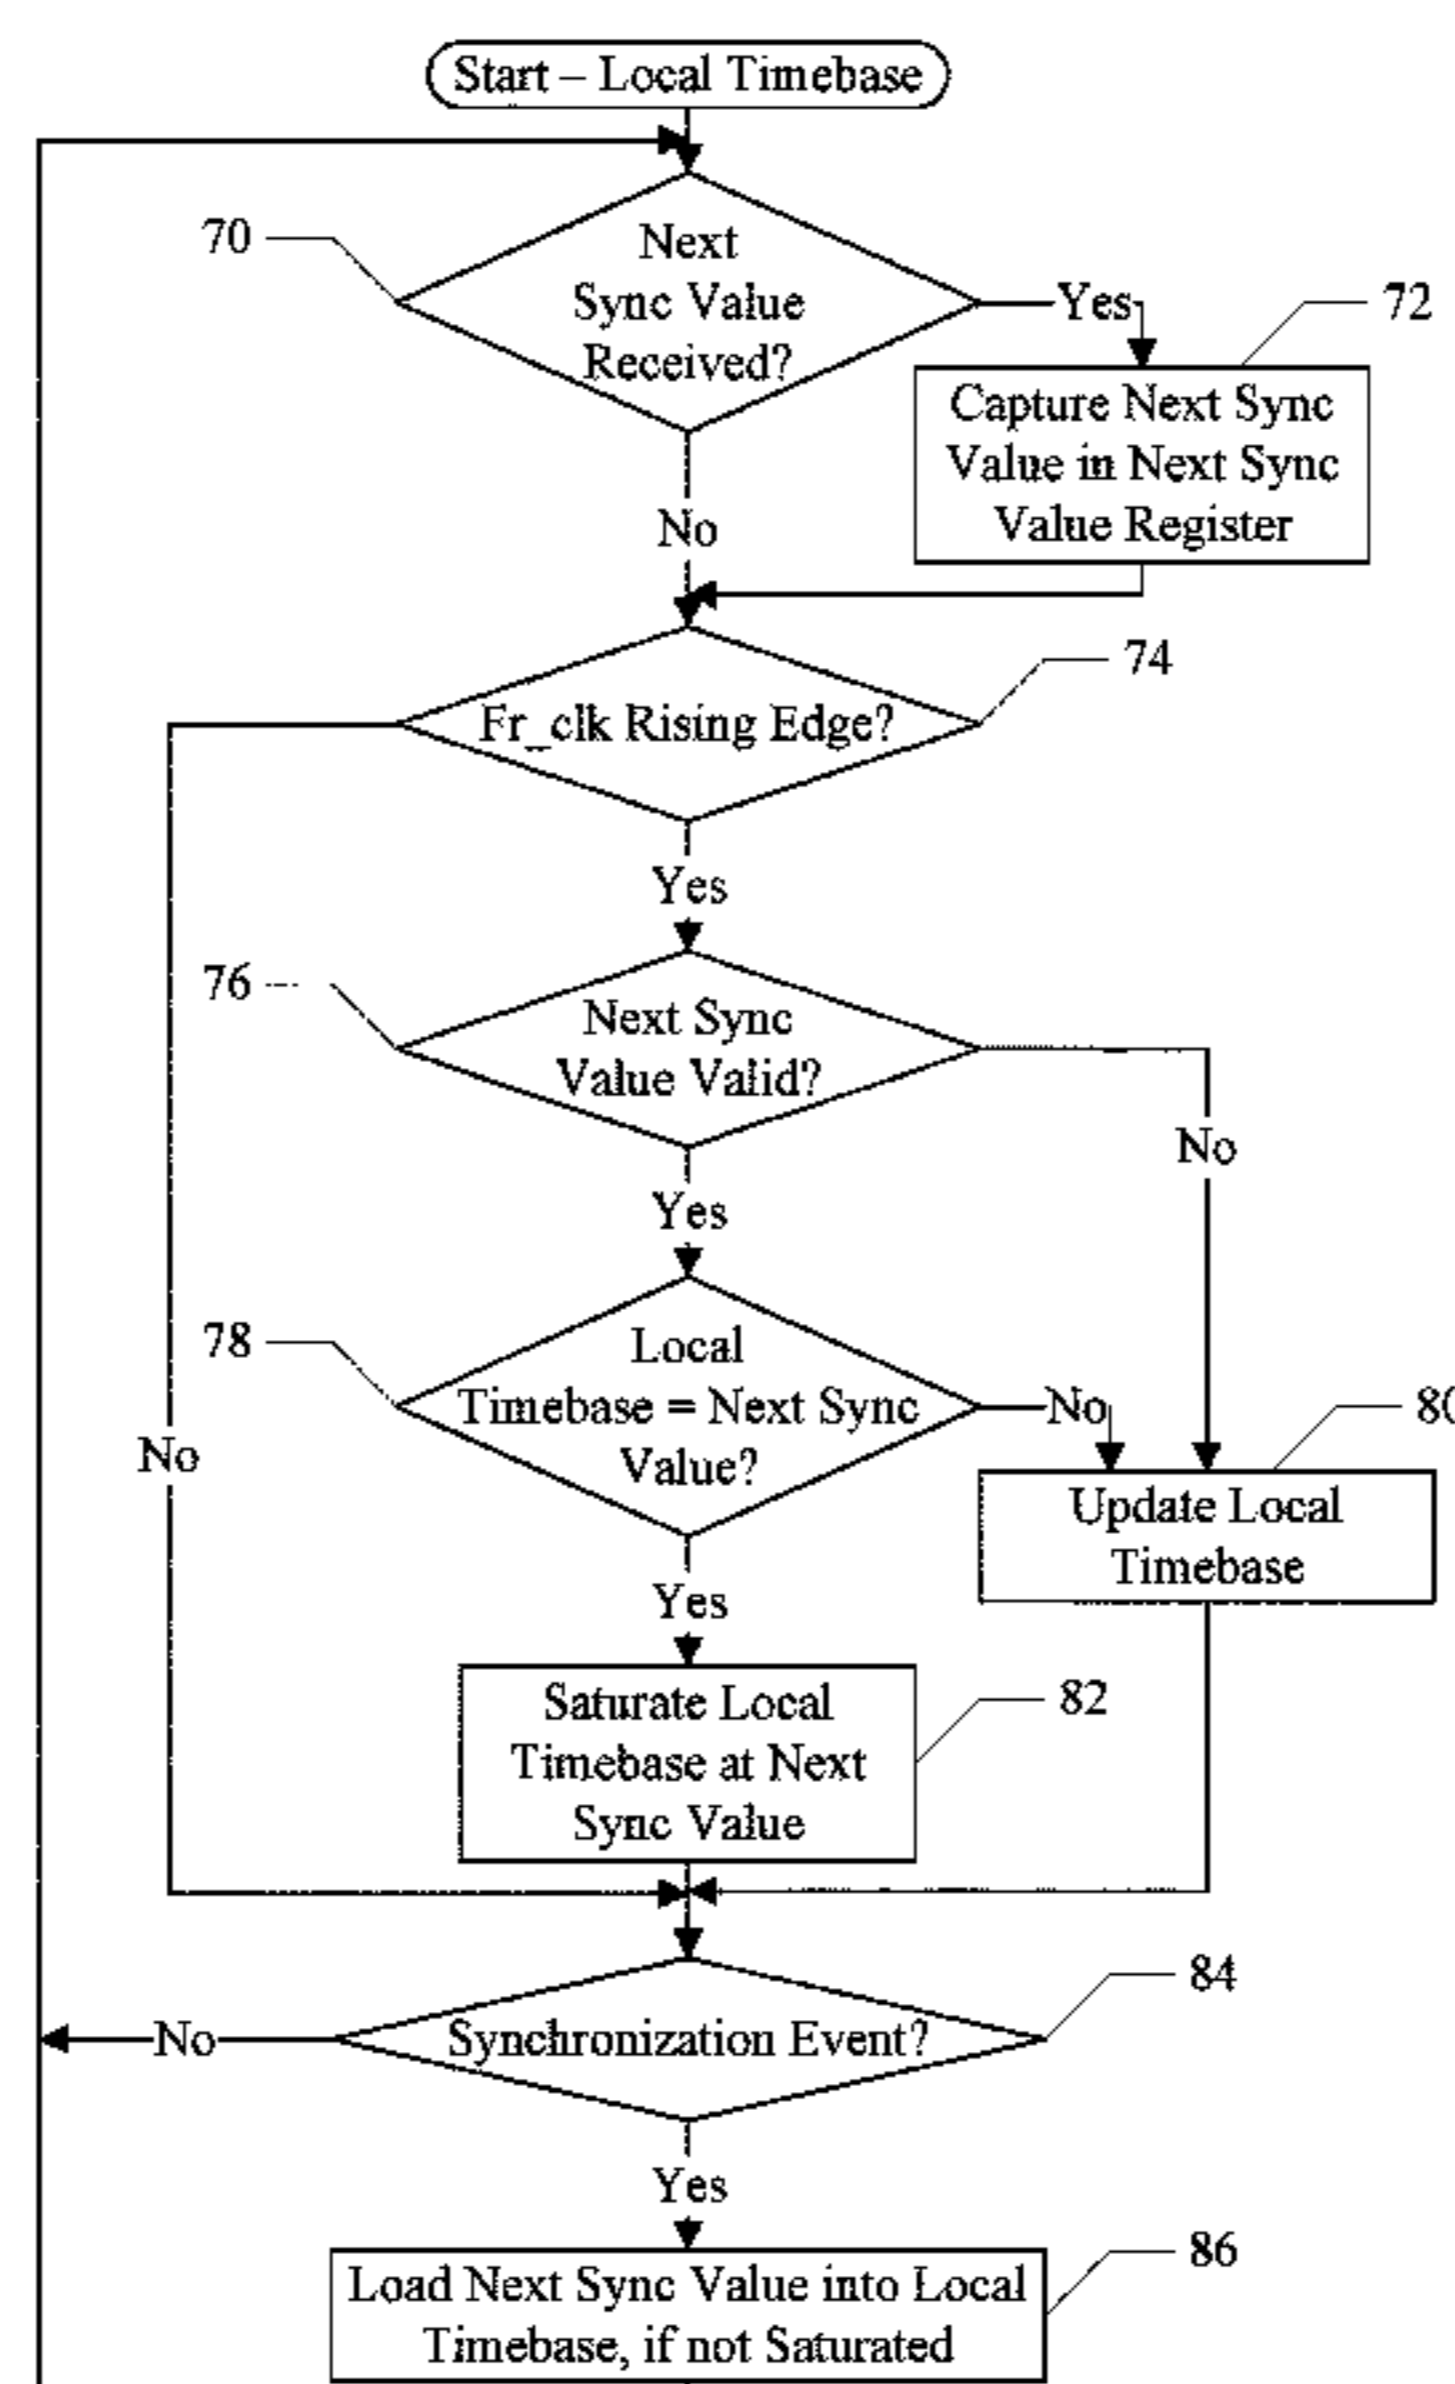 Start – Local Timebase
70
Next
Sync Value
Received?
Yes
72
Capture Next Sync
Value in Next Sync
Value Register
No
74
Fr_clk Rising Edge?
Yes
76
Next Sync
Value Valid?
No
Yes
78
Local
Timebase = Next Sync
Value?
No
No
Update Local
Timebase
Yes
Saturate Local
Timebase at Next
Sync Value
82
84
Synchronization Event?
No
Yes
86
Load Next Sync Value into Local
Timebase, if not Saturated